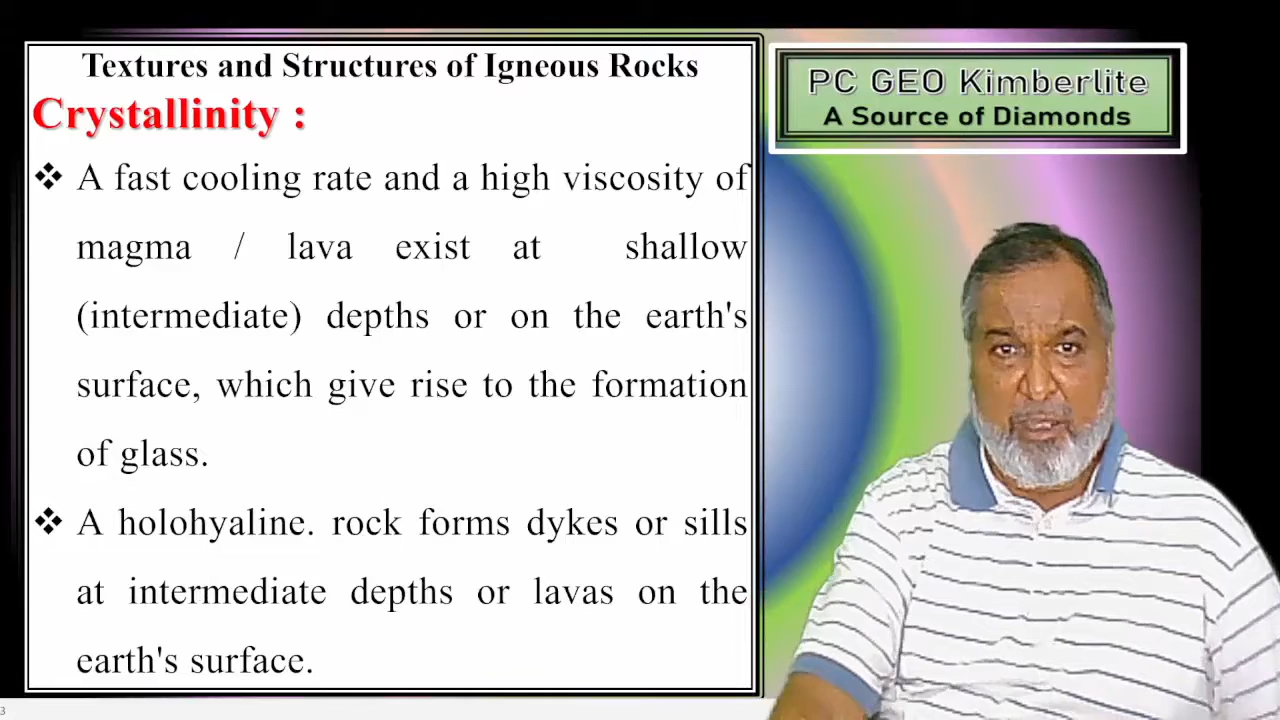 Textures and Structures of Igneous Rocks
Crystallinity :
❖ A fast cooling rate and a high viscosity of
magma / lava exist at shallow
(intermediate) depths or on the earth's
surface, which give rise to the formation
of glass.
❖ A holohyaline. rock forms dykes or sills
at intermediate depths or lavas on the
earth's surface.
PC GEO Kimberlite
A Source of Diamonds
3